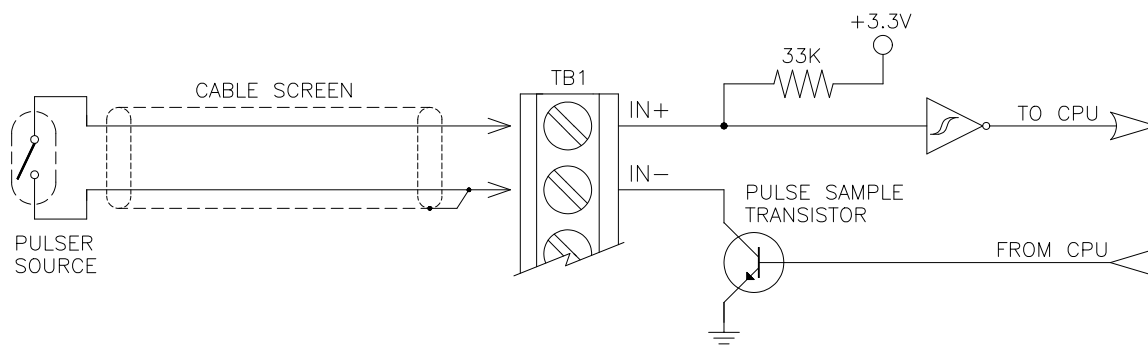 +3.3V
33K
TB1
CABLE SCREEN
IN+
TO CPU
IN−
PULSE SAMPLE
TRANSISTOR
PULSER
SOURCE
FROM CPU